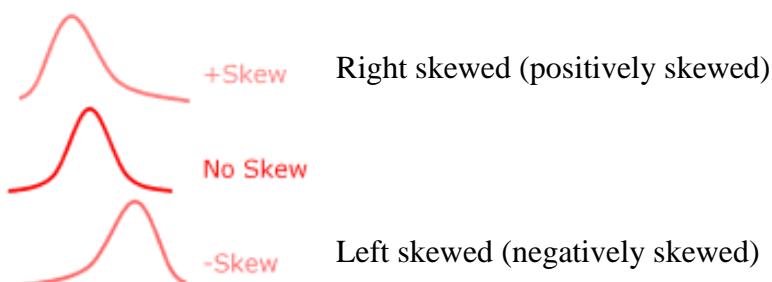 +Skew Right skewed (positively skewed)
No Skew
-Skew Left skewed (negatively skewed)